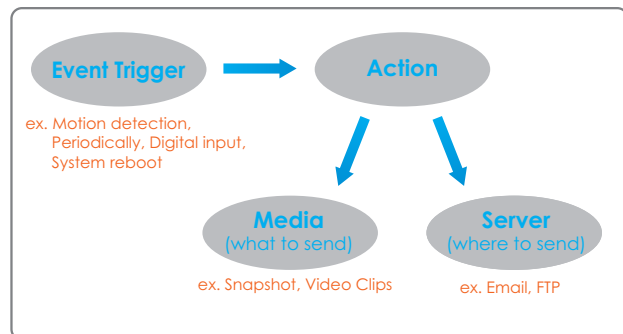 Event Trigger
Action
ex. Motion detection,
Periodically, Digital input,
System reboot
Media
(what to send)
Server
(where to send)
ex. Snapshot, Video Clips
ex. Email, FTP